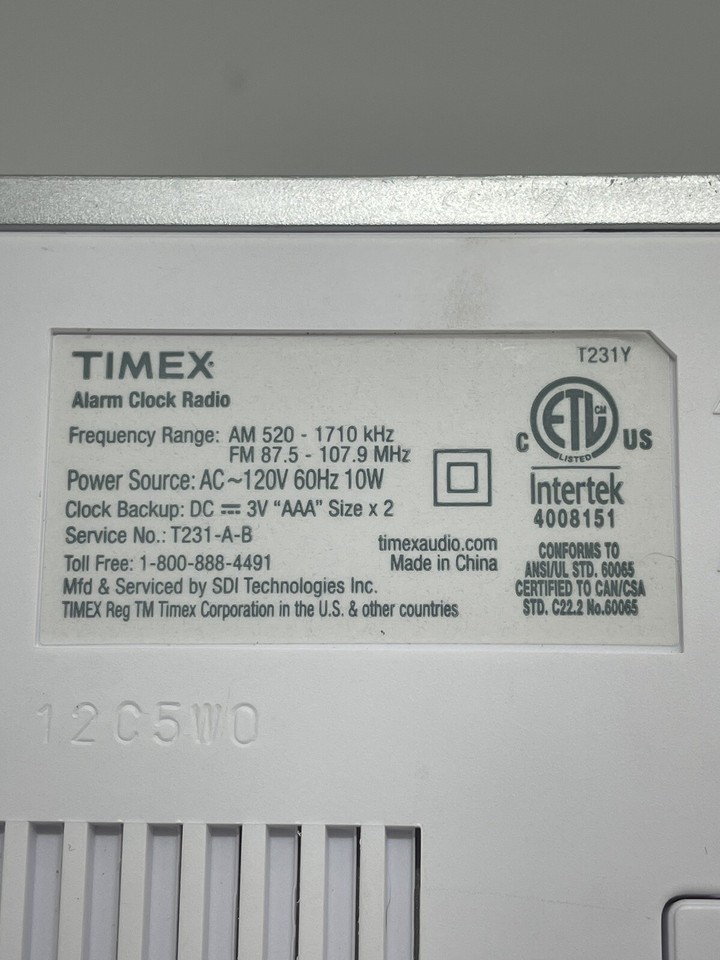 TIMEX
T231Y
Alarm Clock Radio
Frequency Range: AM 520 - 1710 kHz
FM 87.5 - 107.9 MHz
Power Source: AC~120V 60Hz 10W
Clock Backup: DC ⎓ 3V “AAA” Size x 2
Service No.: T231-A-B
Toll Free: 1-800-888-4491
timexaudio.com
Made in China
Mfd & Serviced by SDI Technologies Inc.
TIMEX Reg TM Timex Corporation in the U.S. & other countries
C ETL CM US
LISTED
Intertek
4008151
CONFORMS TO
ANSI/UL STD. 60065
CERTIFIED TO CAN/CSA
STD. C22.2 No.60065
12C5W0